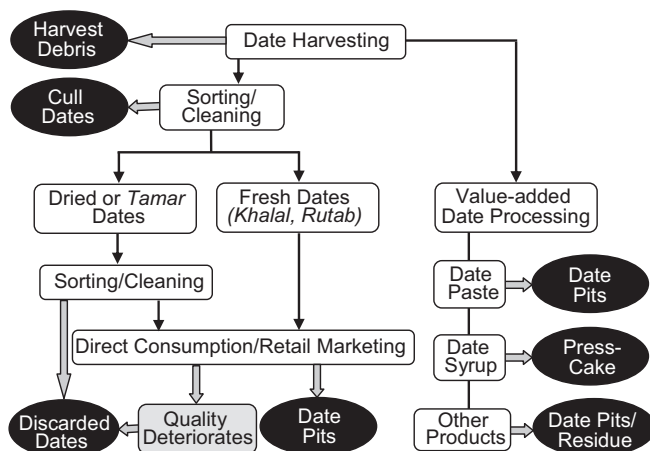 Harvest
Debris
Date Harvesting
Cull
Dates
Sorting/
Cleaning
Dried or Tamar
Dates
Fresh Dates
(Khalal, Rutab)
Value-added
Date Processing
Sorting/Cleaning
Date
Paste
Date
Pits
Direct Consumption/Retail Marketing
Date
Syrup
Press-
Cake
Discarded
Dates
Quality
Deteriorates
Date
Pits
Other
Products
Date Pits/
Residue